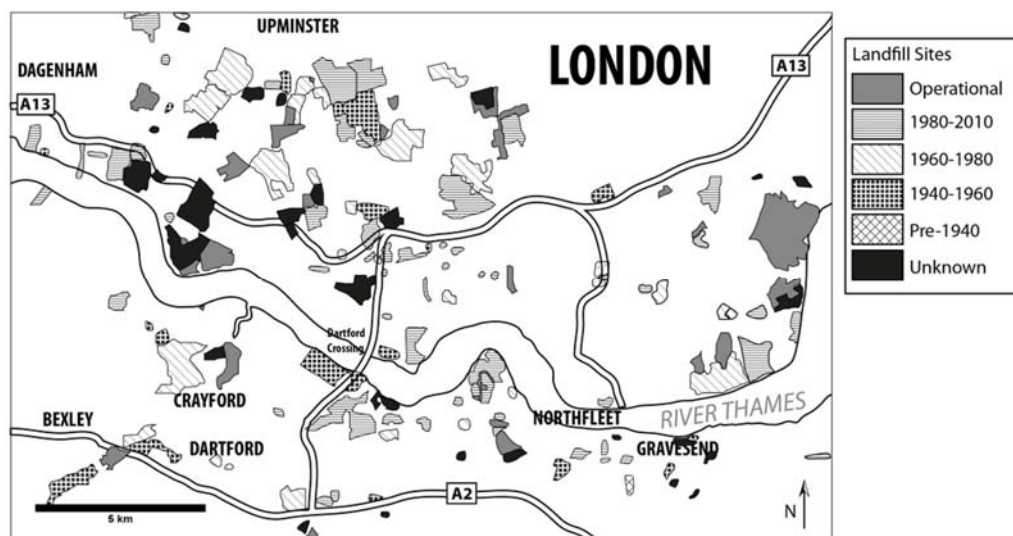 UPMINSTER
LONDON
DAGENHAM
A13
A13
Dartford
Crossing
CRAYFORD
NORTHFLEET
RIVER THAMES
BEXLEY
DARTFORD
GRAVESEND
A2
5 km
N
Landfill Sites
Operational
1980-2010
1960-1980
1940-1960
Pre-1940
Unknown